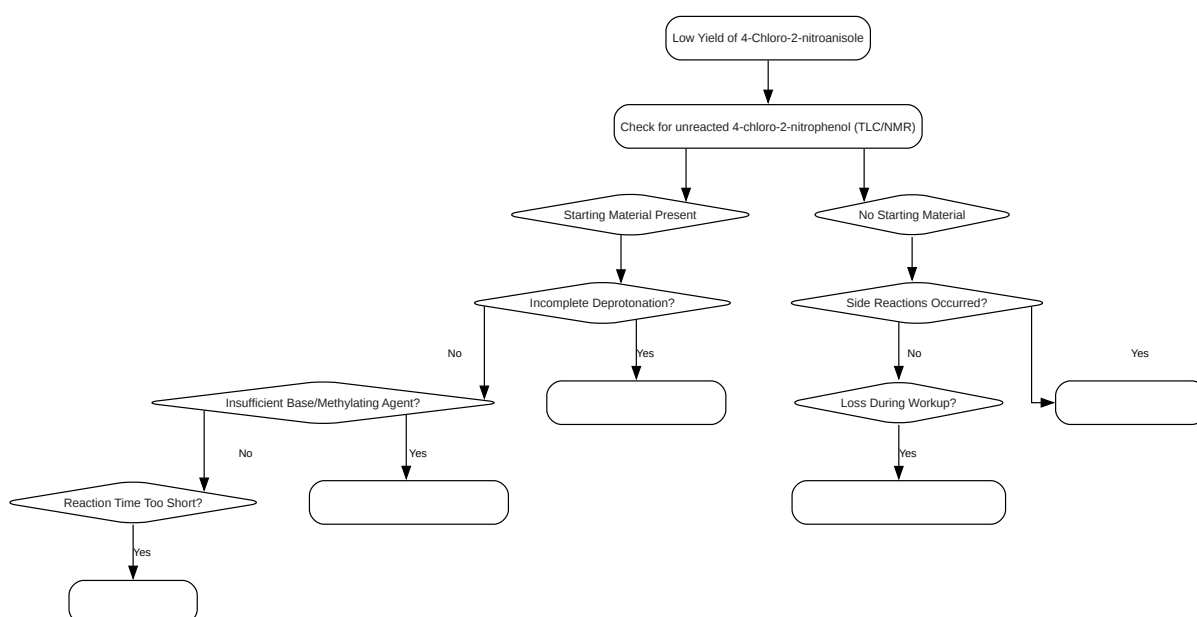 Low Yield of 4-Chloro-2-nitroanisole
Check for unreacted 4-chloro-2-nitrophenol (TLC/NMR)
Starting Material Present
No Starting Material
Incomplete Deprotonation?
Side Reactions Occurred?
No
Yes
No
Yes
Insufficient Base/Methylating Agent?
Loss During Workup?
No
Yes
Yes
Reaction Time Too Short?
Yes